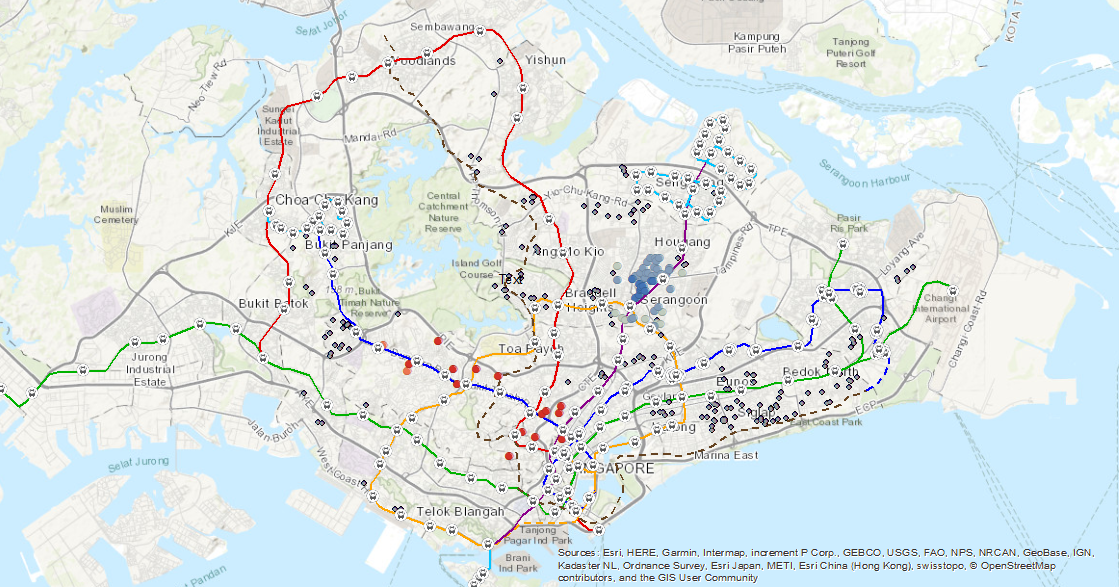 KOTA T
Selat Johor
Sembawang
Kampung
Pasir Puteh
Tanjong
Puteri Golf
Resort
Woodlands
Yishun
Neo-Tiew Rd
Sungei
Kadut
Industrial
Estate
Mandai-Rd
Serangoon Harbour
Yio-Chu-Kang-Rd
Muslim
Cemetery
Choa Chu Kang
Central
Catchment
Nature
Reserve
Thomson
KJE
Pasir
Ris Park
TPE
Tampines Rd
Hougang
Bukit Panjang
Ang Mo Kio
Loyang-Ave
Island Golf
Course
Text
Bukit
Timah Nature
Reserve
Bukit Batok
Braddell
Heights
Serangoon
Changi
International
Airport
Changi-Coast-Rd
Toa Payoh
Jurong
Industrial
Estate
CTE
Eunos
Bedok North
Siglap
ECP
East Coast Park
Jalan-Buroh
West-Coast
Marina East
Selat Jurong
SINGAPORE
Telok Blangah
Tanjong
Pagar Ind Park
Brani
Ind Park
Pandan
Sources: Esri, HERE, Garmin, Intermap, increment P Corp., GEBCO, USGS, FAO, NPS, NRCAN, GeoBase, IGN,
Kadaster NL, Ordnance Survey, Esri Japan, METI, Esri China (Hong Kong), swisstopo, © OpenStreetMap
contributors, and the GIS User Community